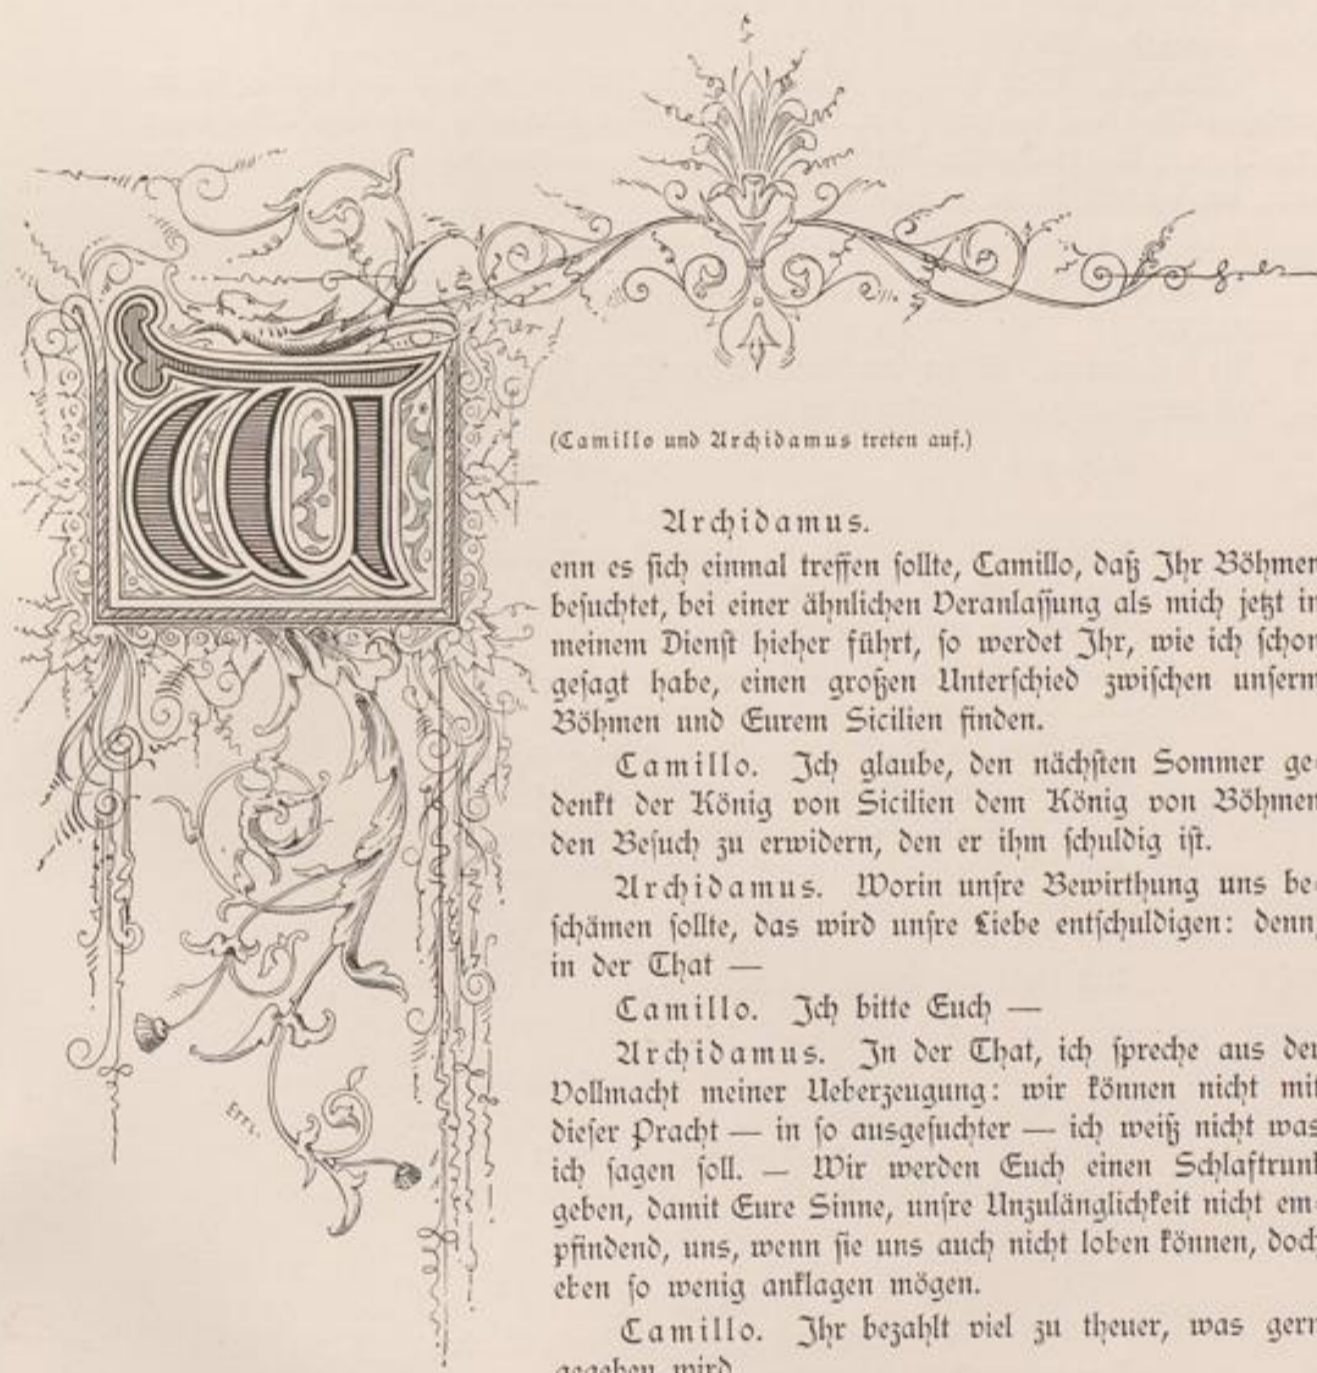 (Camillo und Archidamus treten auf.)
Archidamus.
Wenn es ſich einmal treffen ſollte, Camillo, daß Ihr Böhmen
beſuchtet, bei einer ähnlichen Veranlaſſung als mich jetzt in
meinem Dienſt hieher führt, ſo werdet Ihr, wie ich ſchon
geſagt habe, einen großen Unterſchied zwiſchen unſerm
Böhmen und Eurem Sicilien finden.
Camillo. Ich glaube, den nächſten Sommer ge-
denkt der König von Sicilien dem König von Böhmen
den Beſuch zu erwidern, den er ihm ſchuldig iſt.
Archidamus. Worin unſre Bewirthung uns be-
ſchämen ſollte, das wird unſre Liebe entſchuldigen: denn,
in der That —
Camillo. Ich bitte Euch —
Archidamus. In der That, ich ſpreche aus der
Vollmacht meiner Ueberzeugung: wir können nicht mit
dieſer Pracht — in ſo ausgeſuchter — ich weiß nicht was
ich ſagen ſoll. — Wir werden Euch einen Schlaftrunk
geben, damit Eure Sinne, unſre Unzulänglichkeit nicht em-
pfindend, uns, wenn ſie uns auch nicht loben können, doch
eben ſo wenig anklagen mögen.
Camillo. Ihr bezahlt viel zu theuer, was gern
gegeben wird.